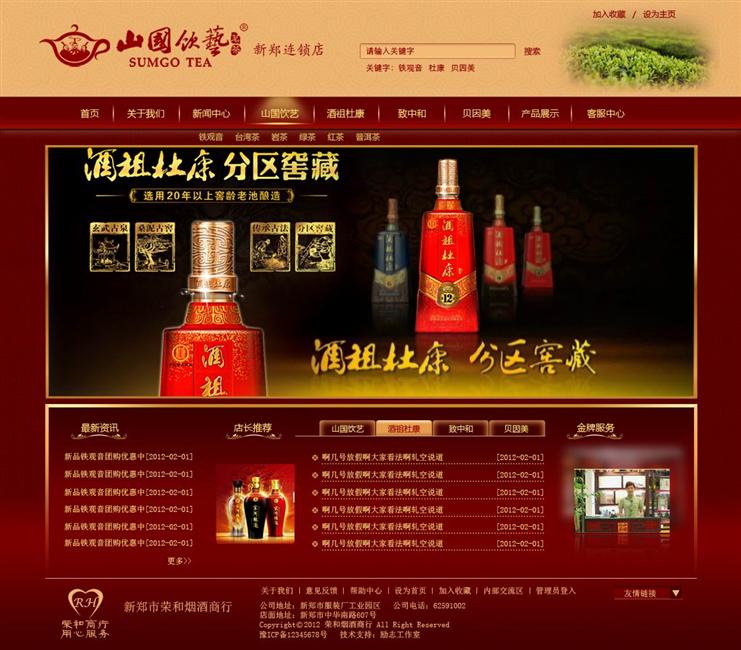 加入收藏 / 设为主页
山國饮藝®茗茶 新郑连锁店
SUMGO TEA
请输入关键字 搜索
关键字：铁观音 杜康 贝因美
首页 关于我们 新闻中心 山国饮艺 酒祖杜康 致中和 贝因美 产品展示 客服中心
铁观音 台湾茶 岩茶 绿茶 红茶 普洱茶
酒祖杜康 分区窖藏
选用20年以上窖龄老池酿造
玄武古泉 桑泥古窖 传承古法 分区窖藏
酒祖杜康
12
酒祖
酒祖杜康 分区窖藏
最新资讯 店长推荐 山国饮艺 酒祖杜康 致中和 贝因美 金牌服务
新品铁观音团购优惠中[2012-02-01]
新品铁观音团购优惠中[2012-02-01]
新品铁观音团购优惠中[2012-02-01]
新品铁观音团购优惠中[2012-02-01]
新品铁观音团购优惠中[2012-02-01]
新品铁观音团购优惠中[2012-02-01]
更多>>
啊几号放假啊大家看法啊轧空说道 [2012-02-01]
啊几号放假啊大家看法啊轧空说道 [2012-02-01]
啊几号放假啊大家看法啊轧空说道 [2012-02-01]
啊几号放假啊大家看法啊轧空说道 [2012-02-01]
啊几号放假啊大家看法啊轧空说道 [2012-02-01]
啊几号放假啊大家看法啊轧空说道 [2012-02-01]
RH
荣和商行
用心服务
新郑市荣和烟酒商行
关于我们 | 意见反馈 | 帮助中心 | 设为首页 | 加入收藏 | 内部交流区 | 管理员登入
公司地址：新郑市服装厂工业园区 公司电话：62591002
店面地址：新郑市中华南路607号
Copyright©2012 荣和烟酒商行 All Right Reserved
豫ICP备12345678号 技术支持：励志工作室
友情链接